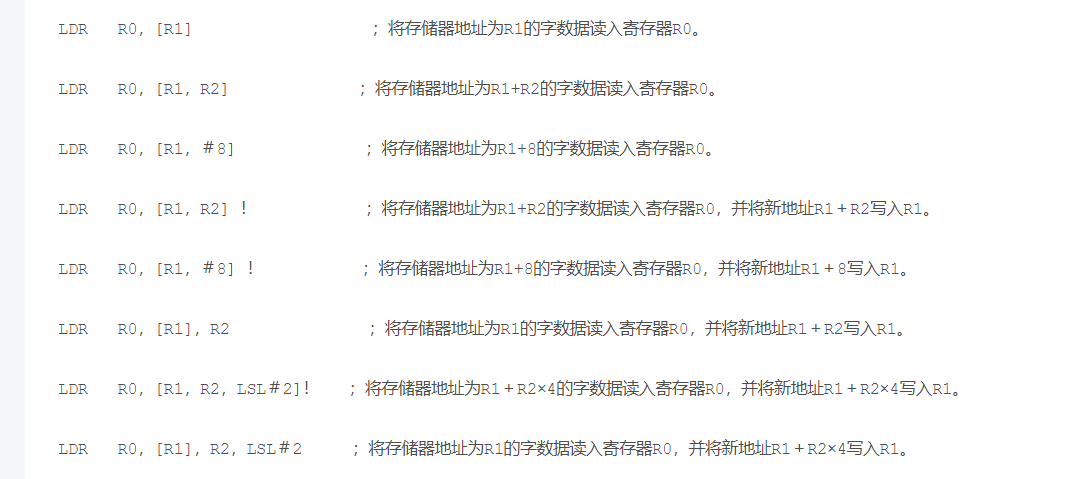 LDR R0, [R1] ; 将存储器地址为R1的字数据读入寄存器R0。
LDR R0, [R1, R2] ; 将存储器地址为R1+R2的字数据读入寄存器R0。
LDR R0, [R1, ＃8] ; 将存储器地址为R1+8的字数据读入寄存器R0。
LDR R0, [R1, R2] ！ ; 将存储器地址为R1+R2的字数据读入寄存器R0, 并将新地址R1＋R2写入R1。
LDR R0, [R1, ＃8] ！ ; 将存储器地址为R1+8的字数据读入寄存器R0, 并将新地址R1＋8写入R1。
LDR R0, [R1], R2 ; 将存储器地址为R1的字数据读入寄存器R0, 并将新地址R1＋R2写入R1。
LDR R0, [R1, R2, LSL＃2]！ ; 将存储器地址为R1＋R2×4的字数据读入寄存器R0, 并将新地址R1＋R2×4写入R1。
LDR R0, [R1], R2, LSL＃2 ; 将存储器地址为R1的字数据读入寄存器R0, 并将新地址R1＋R2×4写入R1。